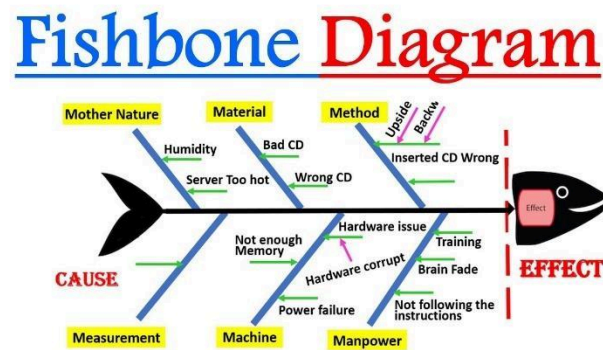 Fishbone Diagram
Mother Nature
Material
Method
Upside
Backw
Humidity
Bad CD
Inserted CD Wrong
Server Too hot
Wrong CD
Effect
Hardware issue
Training
Not enough
Memory
Hardware corrupt
Brain Fade
CAUSE
EFFECT
Power failure
Not following the
instructions
Measurement
Machine
Manpower